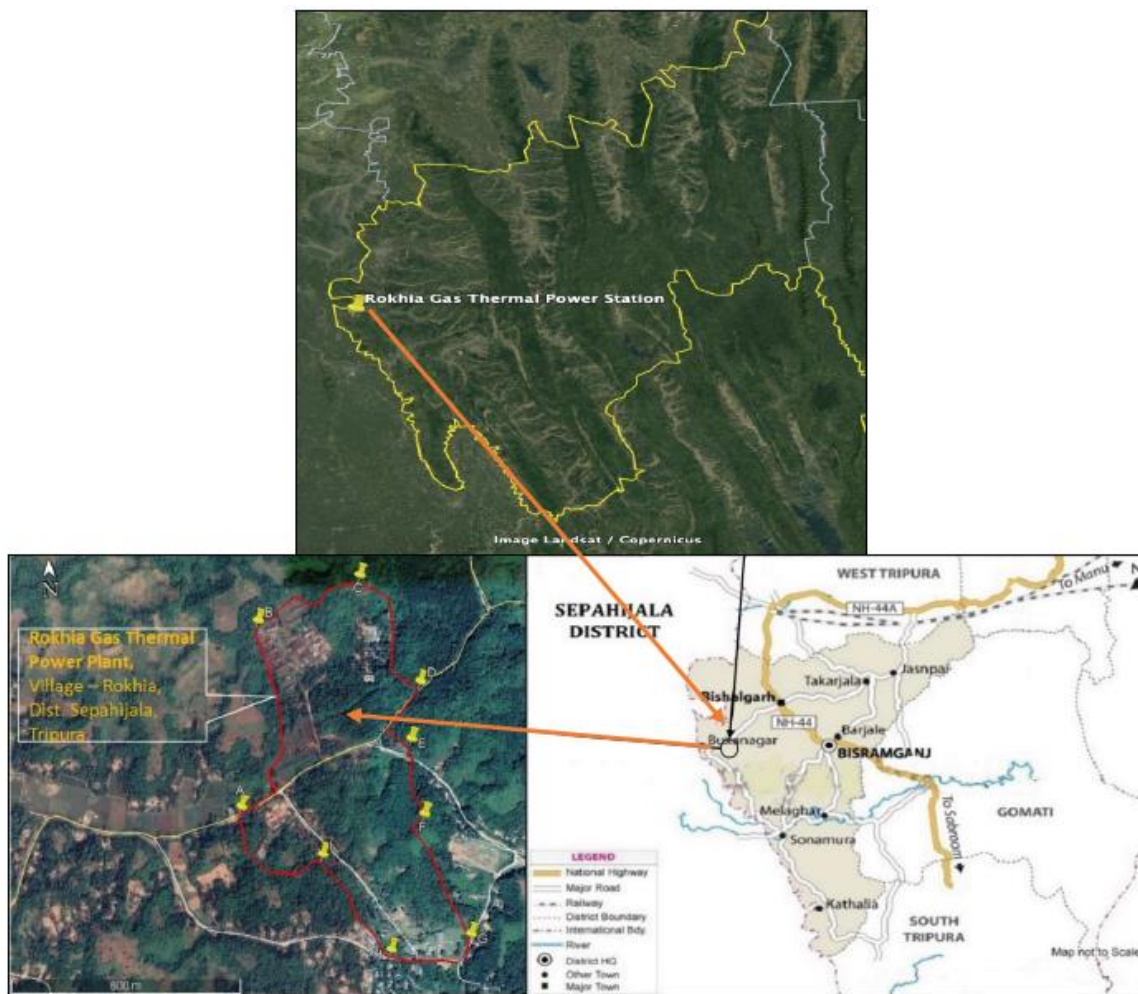 Rokhia Gas Thermal Power Station
Image Landsat / Copernicus
N
Rokhia Gas Thermal
Power Plant,
Village – Rokhia,
Dist. Sepahijala,
Tripura
A
B
C
D
E
F
G
600 m
SEPAHIJALA
DISTRICT
WEST TRIPURA
To Manu
N
NH-44A
Jasnpai
Takarjala
Bishalgarh
NH-44
Barjale
Buxanagar
BISRAMGANJ
Melaghar
GOMATI
To Sabroom
Sonamura
Kathalia
SOUTH
TRIPURA
Map not to Scale
LEGEND
National Highway
Major Road
Railway
District Boundary
International Bdy.
River
District HQ
Other Town
Major Town